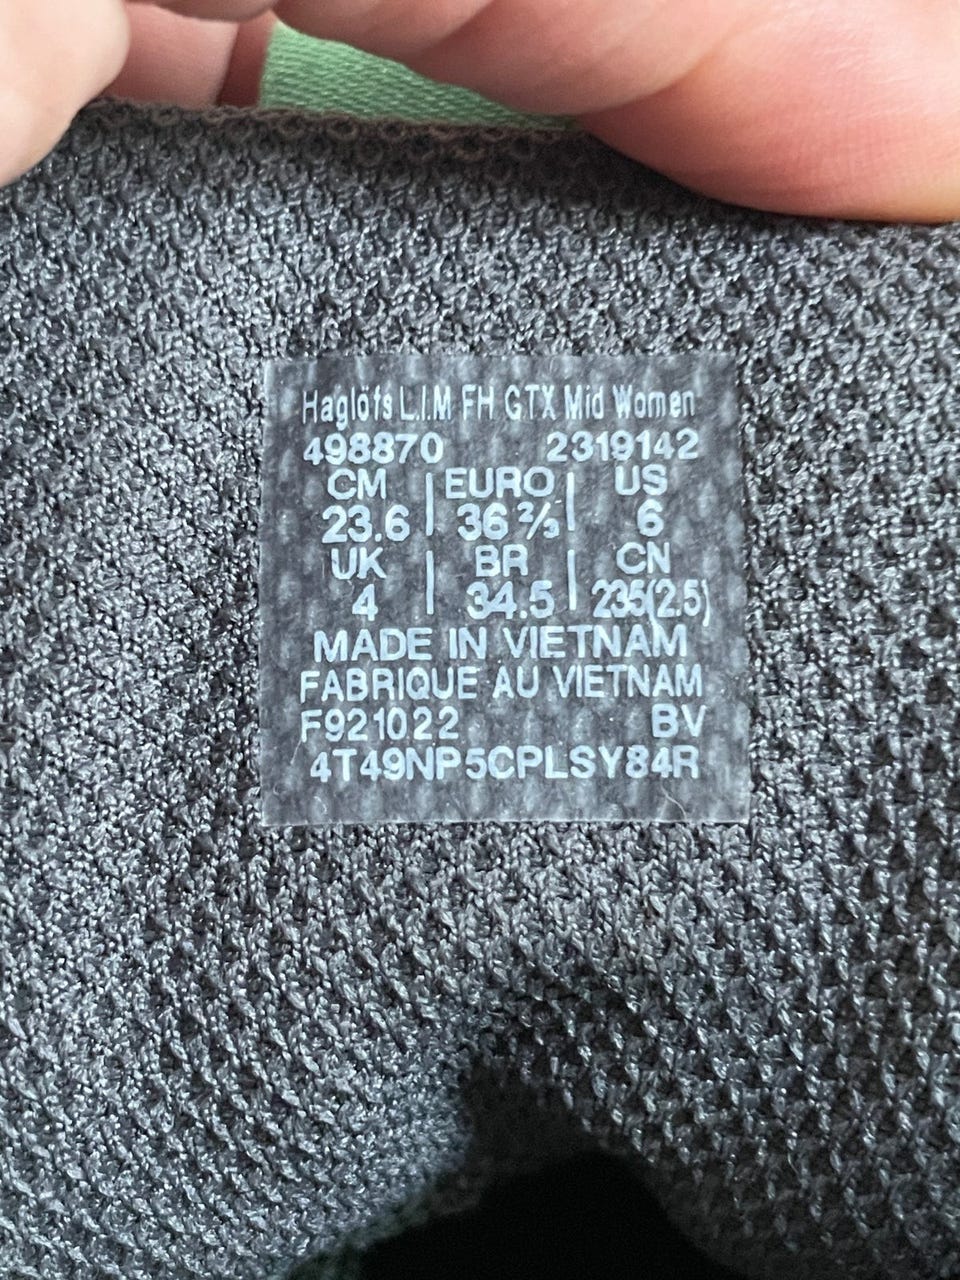 Haglöfs L.I.M FH GTX Mid Women
498870 2319142
CM | EURO | US
23.6 | 36 ⅔ | 6
UK | BR | CN
4 | 34.5 | 235(2.5)
MADE IN VIETNAM
FABRIQUE AU VIETNAM
F921022 BV
4T49NP5CPLSY84R